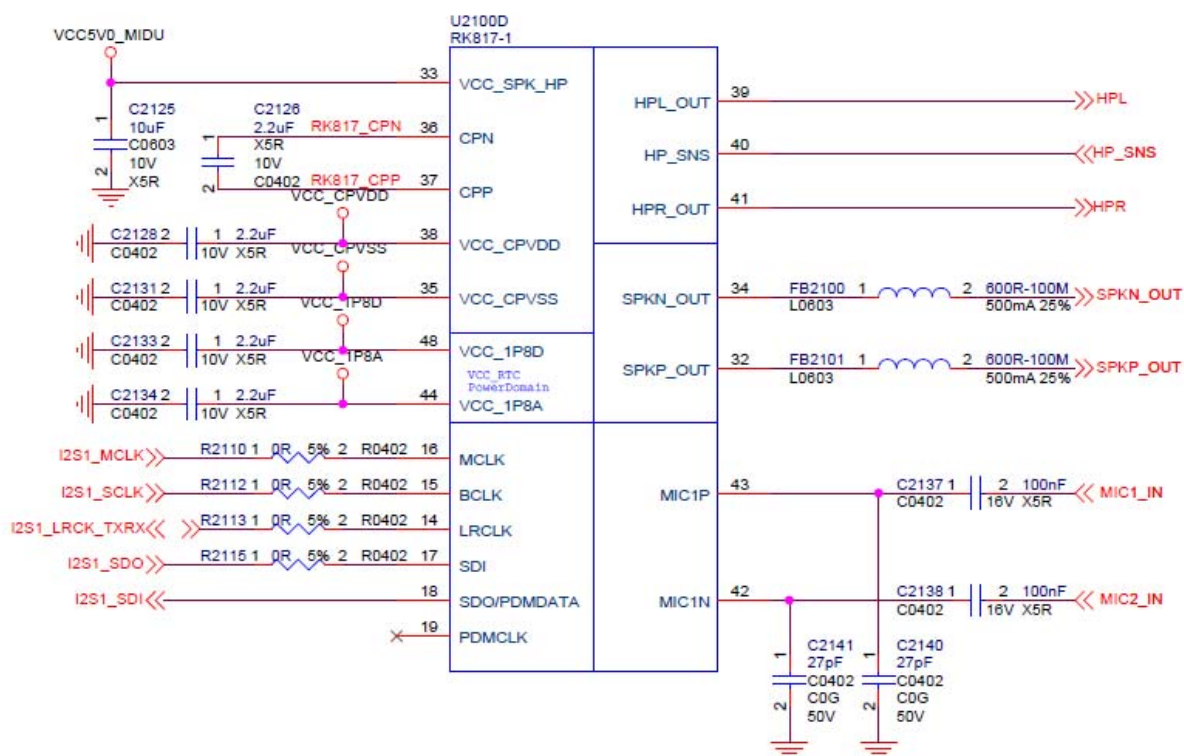 U2100D
RK817-1
VCC5V0_MIDU
33 VCC_SPK_HP
C2125
10uF
C0603
10V
X5R
1
2
C2126
2.2uF
X5R
10V
C0402
1
2
RK817_CPN 36 CPN
RK817_CPP 37 CPP
VCC_CPVDD
C2128 2 1 2.2uF 38 VCC_CPVDD
C0402 10V X5R
VCC_CPVSS
C2131 2 1 2.2uF 35 VCC_CPVSS
C0402 10V X5R
VCC_1P8D
C2133 2 1 2.2uF 48 VCC_1P8D
C0402 10V X5R
VCC_RTC
PowerDomain
VCC_1P8A
C2134 2 1 2.2uF 44 VCC_1P8A
C0402 10V X5R
I2S1_MCLK R2110 1 0R 5% 2 R0402 16 MCLK
I2S1_SCLK R2112 1 0R 5% 2 R0402 15 BCLK
I2S1_LRCK_TXRX R2113 1 0R 5% 2 R0402 14 LRCLK
I2S1_SDO R2115 1 0R 5% 2 R0402 17 SDI
I2S1_SDI 18 SDO/PDMDATA
19 PDMCLK
HPL_OUT 39 HPL
HP_SNS 40 HP_SNS
HPR_OUT 41 HPR
SPKN_OUT 34 FB2100 1 2 600R-100M SPKN_OUT
L0603 500mA 25%
SPKP_OUT 32 FB2101 1 2 600R-100M SPKP_OUT
L0603 500mA 25%
MIC1P 43 C2137 1 2 100nF MIC1_IN
C0402 16V X5R
MIC1N 42 C2138 1 2 100nF MIC2_IN
C0402 16V X5R
C2141
27pF
C0402
C0G
50V
1
2
C2140
27pF
C0402
C0G
50V
1
2